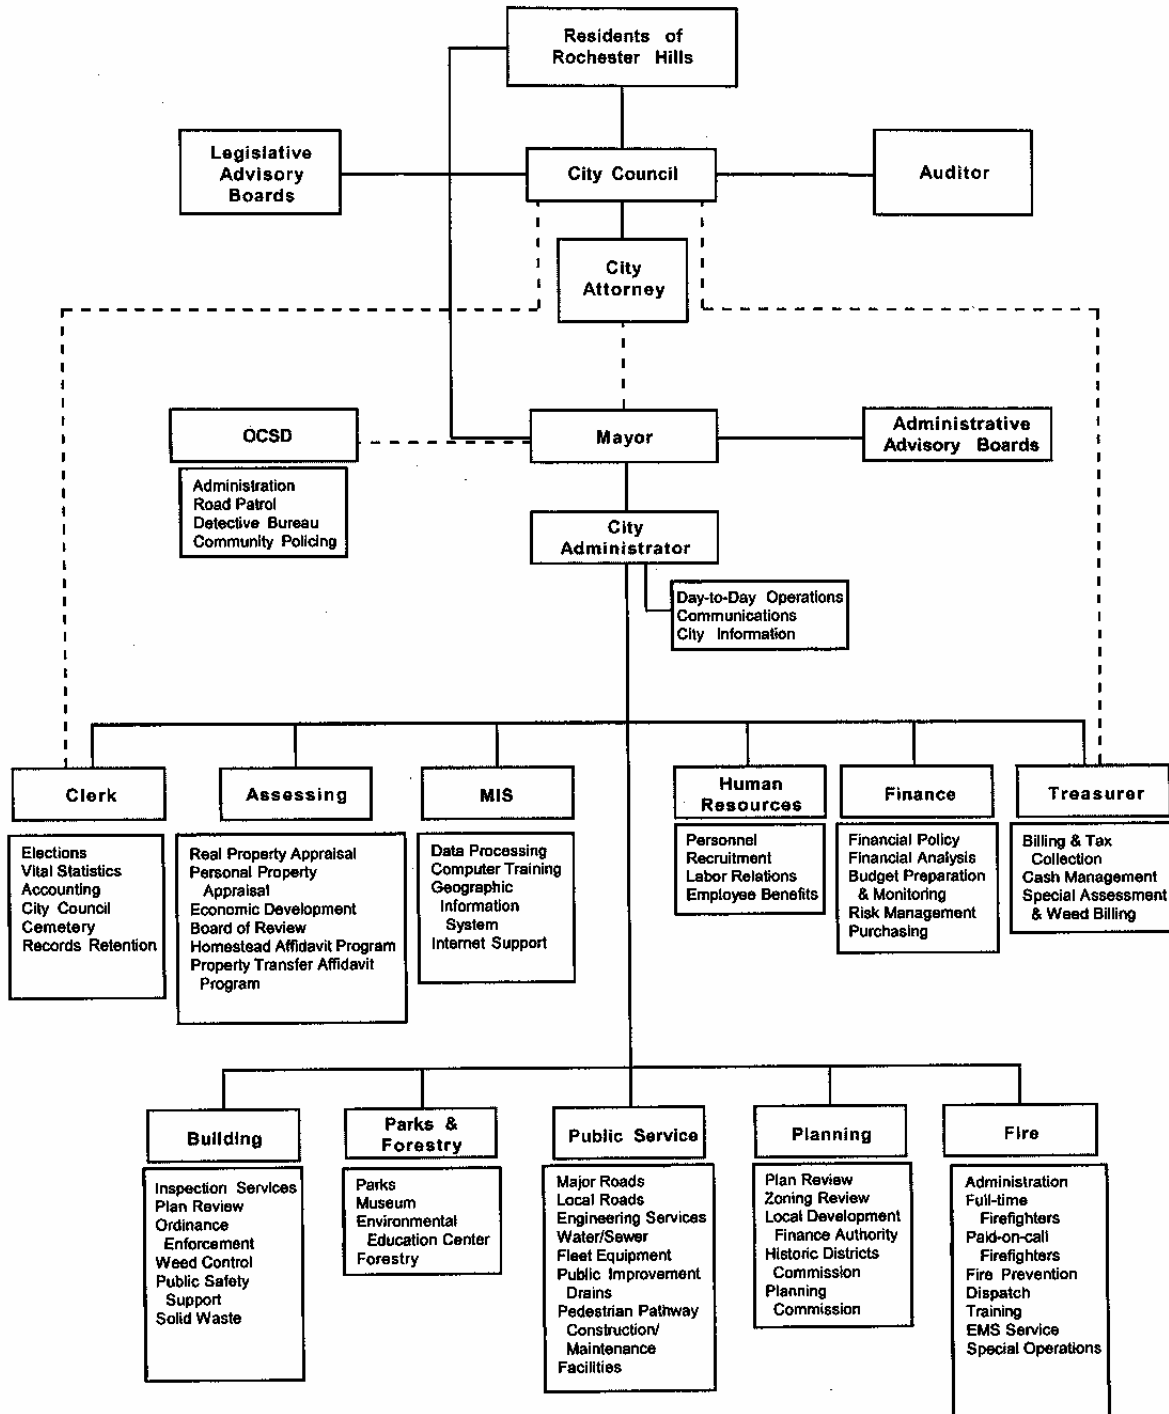 Residents of
Rochester Hills
Legislative
Advisory
Boards
City Council
Auditor
City
Attorney
OCSD
Administration
Road Patrol
Detective Bureau
Community Policing
Mayor
Administrative
Advisory Boards
City
Administrator
Day-to-Day Operations
Communications
City Information
Clerk
Elections
Vital Statistics
Accounting
City Council
Cemetery
Records Retention
Assessing
Real Property Appraisal
Personal Property
Appraisal
Economic Development
Board of Review
Homestead Affidavit Program
Property Transfer Affidavit
Program
MIS
Data Processing
Computer Training
Geographic
Information
System
Internet Support
Human
Resources
Personnel
Recruitment
Labor Relations
Employee Benefits
Finance
Financial Policy
Financial Analysis
Budget Preparation
& Monitoring
Risk Management
Purchasing
Treasurer
Billing & Tax
Collection
Cash Management
Special Assessment
& Weed Billing
Building
Inspection Services
Plan Review
Ordinance
Enforcement
Weed Control
Public Safety
Support
Solid Waste
Parks &
Forestry
Parks
Museum
Environmental
Education Center
Forestry
Public Service
Major Roads
Local Roads
Engineering Services
Water/Sewer
Fleet Equipment
Public Improvement
Drains
Pedestrian Pathway
Construction/
Maintenance
Facilities
Planning
Plan Review
Zoning Review
Local Development
Finance Authority
Historic Districts
Commission
Planning
Commission
Fire
Administration
Full-time
Firefighters
Paid-on-call
Firefighters
Fire Prevention
Dispatch
Training
EMS Service
Special Operations